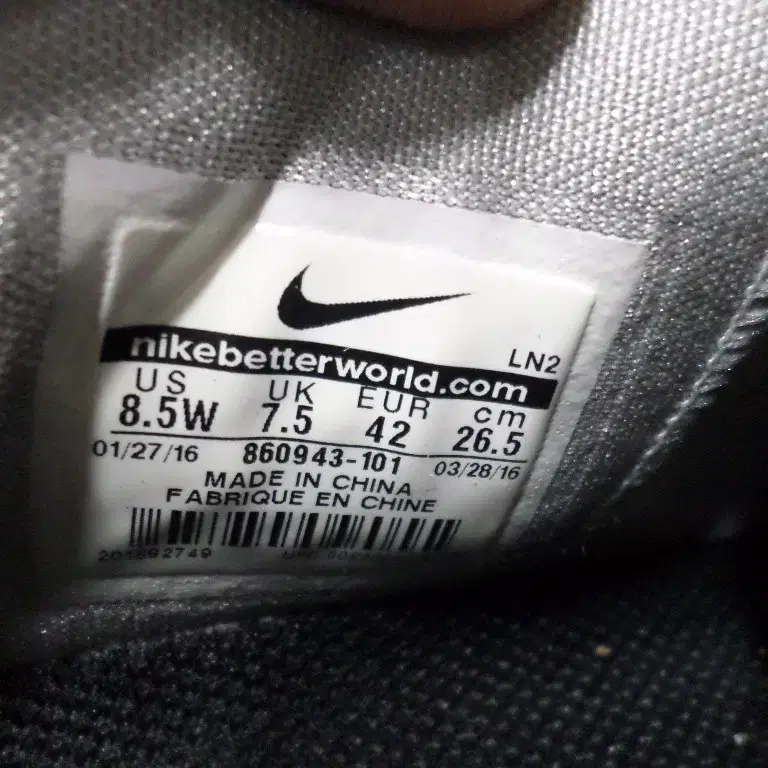 LN2
nikebetterworld.com
US UK EUR cm
8.5W 7.5 42 26.5
01/27/16 860943-101 03/28/16
MADE IN CHINA
FABRIQUE EN CHINE